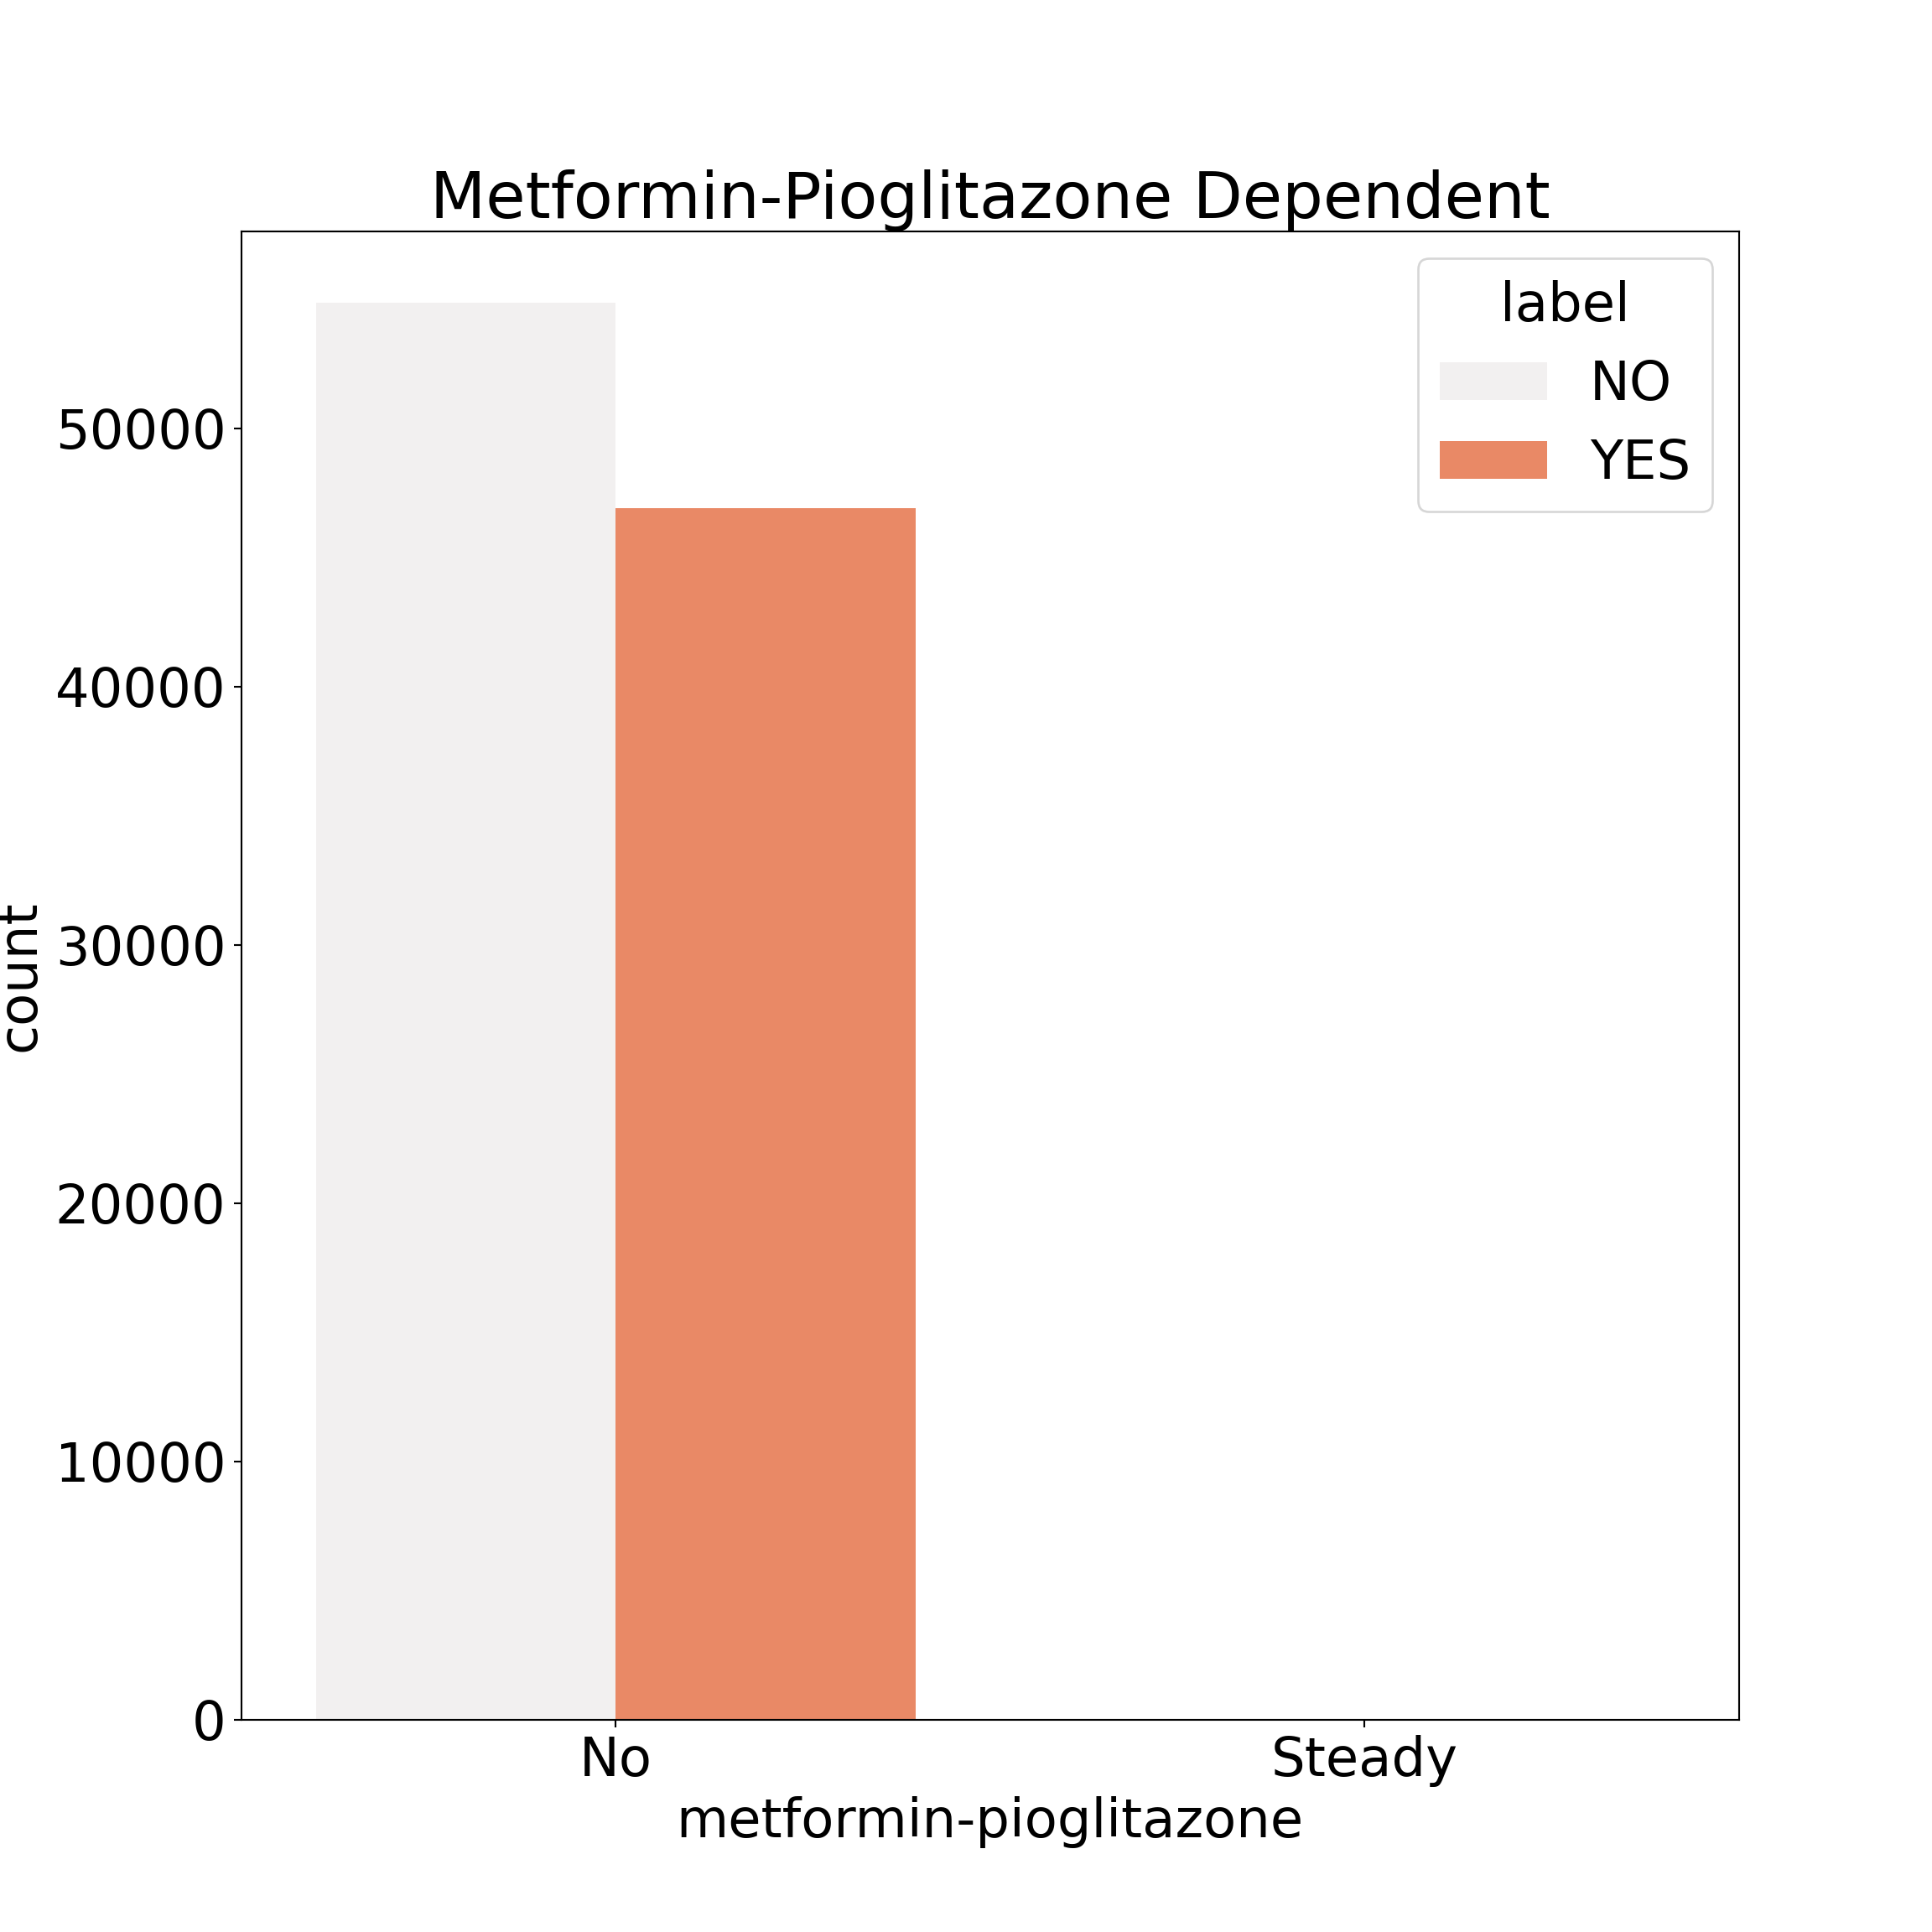 Metformin-Pioglitazone Dependent
label
NO
YES
50000
40000
30000
20000
10000
0
count
No
Steady
metformin-pioglitazone